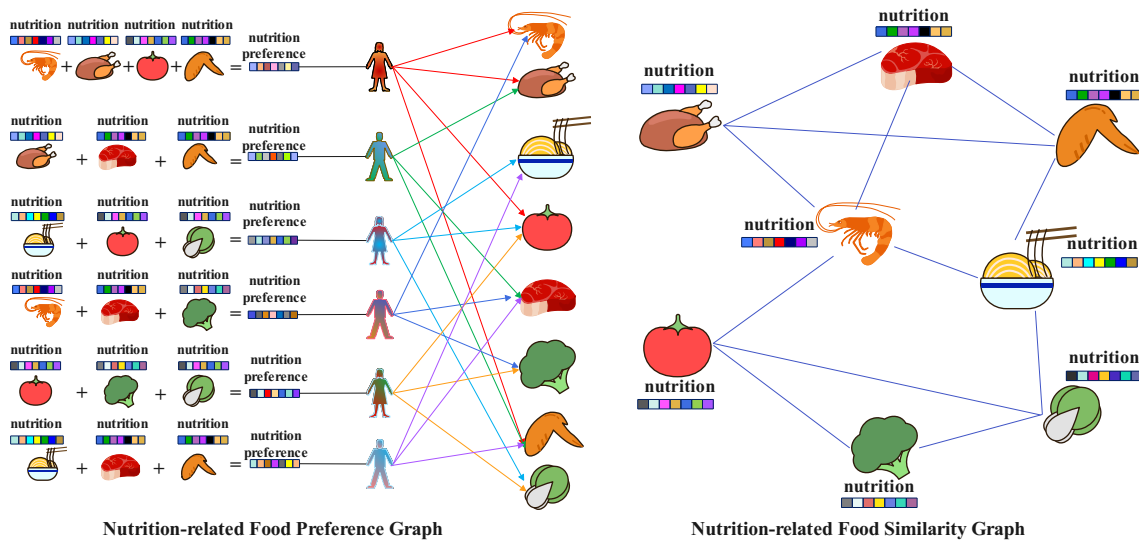 nutrition nutrition nutrition nutrition
nutrition
preference
+ + + =
nutrition nutrition nutrition
nutrition
preference
+ + =
nutrition nutrition nutrition
nutrition
preference
+ + =
nutrition nutrition nutrition
nutrition
preference
+ + =
nutrition nutrition nutrition
nutrition
preference
+ + =
nutrition nutrition nutrition
nutrition
preference
+ + =
Nutrition-related Food Preference Graph
nutrition
nutrition
nutrition
nutrition
nutrition
nutrition
nutrition
nutrition
Nutrition-related Food Similarity Graph